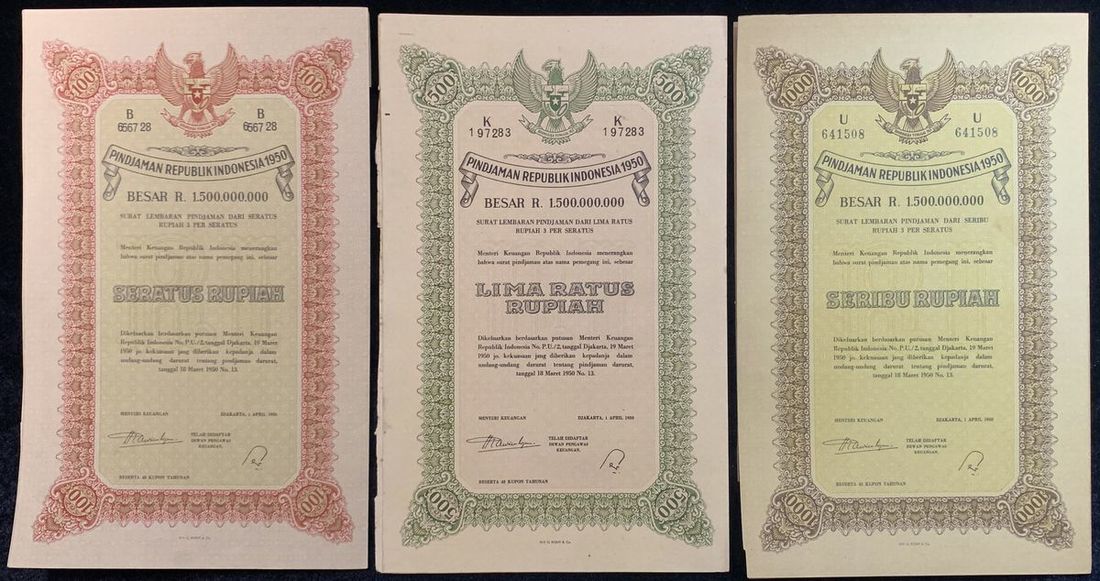 100
100
B
656728
B
656728
PINDJAMAN REPUBLIK INDONESIA 1950
BESAR R. 1.500.000.000
SURAT LEMBARAN PINDJAMAN DARI SERATUS
RUPIAH 3 PER SERATUS
Menteri Keuangan Republik Indonesia menerangkan
bahwa surat pindjaman atas nama pemegang ini, sebesar
SERATUS RUPIAH
Dikeluarkan berdasarkan putusan Menteri Keuangan
Republik Indonesia No. P.U./2, tanggal Djakarta, 19 Maret
1950 jo. kekuasaan jang diberikan kepadanja dalam
undang-undang darurat tentang pindjaman darurat,
tanggal 18 Maret 1950 No. 13.
MENTERI KEUANGAN
DJAKARTA, 1 APRIL 1950
TELAH DIDAFTAR
DEWAN PENGAWAS
KEUANGAN,
BESERTA 40 KUPON TAHUNAN
100
100
500
500
K
197283
K
197283
PINDJAMAN REPUBLIK INDONESIA 1950
BESAR R. 1.500.000.000
SURAT LEMBARAN PINDJAMAN DARI LIMA RATUS
RUPIAH 3 PER SERATUS
Menteri Keuangan Republik Indonesia menerangkan
bahwa surat pindjaman atas nama pemegang ini, sebesar
LIMA RATUS
RUPIAH
Dikeluarkan berdasarkan putusan Menteri Keuangan
Republik Indonesia No. P.U./2, tanggal Djakarta, 19 Maret
1950 jo. kekuasaan jang diberikan kepadanja dalam
undang-undang darurat tentang pindjaman darurat,
tanggal 18 Maret 1950 No. 13.
MENTERI KEUANGAN
DJAKARTA, 1 APRIL 1950
TELAH DIDAFTAR
DEWAN PENGAWAS
KEUANGAN,
BESERTA 40 KUPON TAHUNAN
500
500
1000
1000
U
641508
U
641508
PINDJAMAN REPUBLIK INDONESIA 1950
BESAR R. 1.500.000.000
SURAT LEMBARAN PINDJAMAN DARI SERIBU
RUPIAH 3 PER SERATUS
Menteri Keuangan Republik Indonesia menerangkan
bahwa surat pindjaman atas nama pemegang ini, sebesar
SERIBU RUPIAH
Dikeluarkan berdasarkan putusan Menteri Keuangan
Republik Indonesia No. P.U./2, tanggal Djakarta, 19 Maret
1950 jo. kekuasaan jang diberikan kepadanja dalam
undang-undang darurat tentang pindjaman darurat,
tanggal 18 Maret 1950 No. 13.
MENTERI KEUANGAN
DJAKARTA, 1 APRIL 1950
TELAH DIDAFTAR
DEWAN PENGAWAS
KEUANGAN,
BESERTA 40 KUPON TAHUNAN
1000
1000